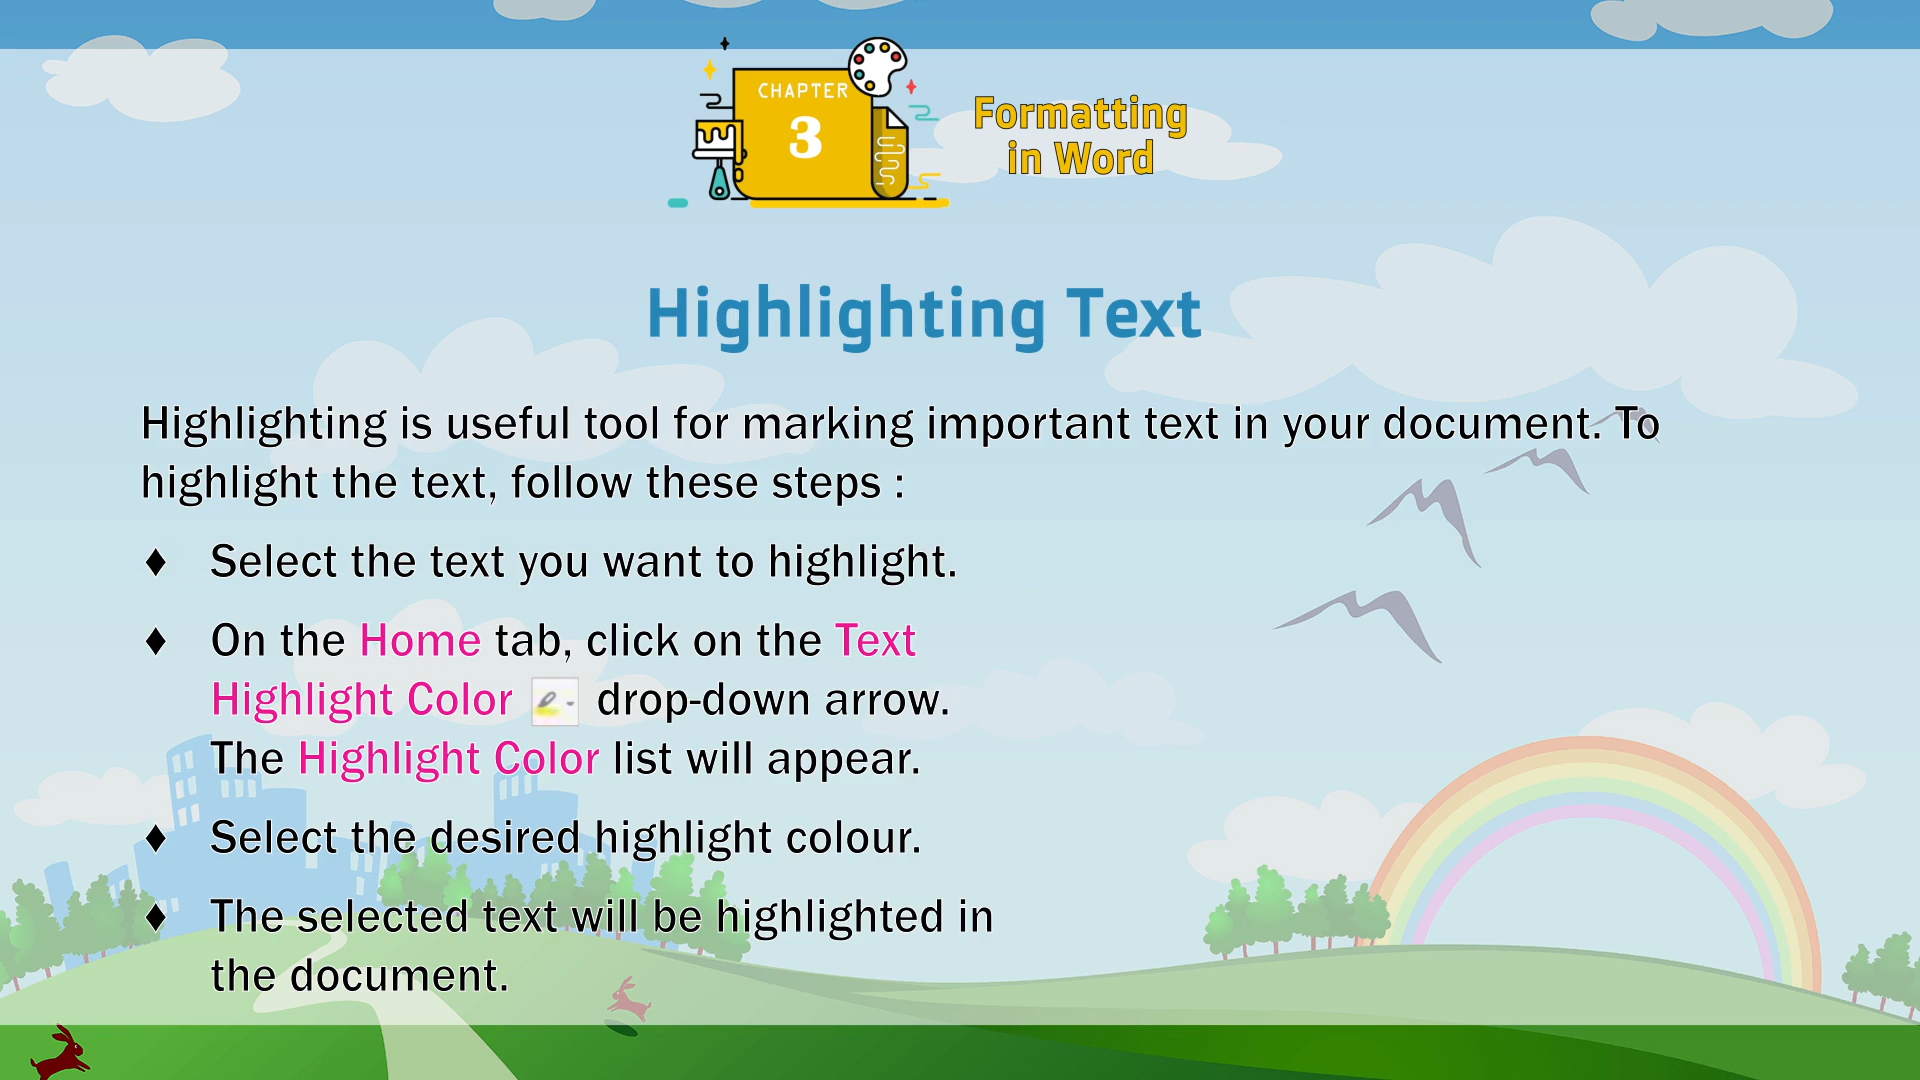 CHAPTER
3
Formatting
in Word
Highlighting Text
Highlighting is useful tool for marking important text in your document. To
highlight the text, follow these steps :
♦ Select the text you want to highlight.
♦ On the Home tab, click on the Text
Highlight Color drop-down arrow.
The Highlight Color list will appear.
♦ Select the desired highlight colour.
♦ The selected text will be highlighted in
the document.